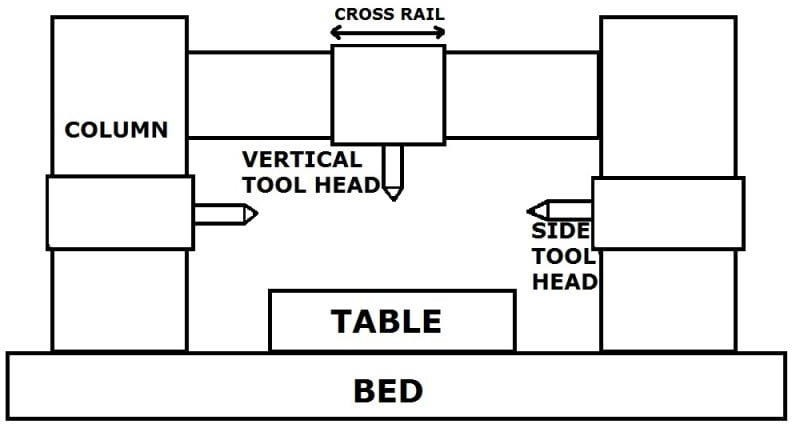 CROSS RAIL
COLUMN
VERTICAL
TOOL HEAD
SIDE
TOOL
HEAD
TABLE
BED